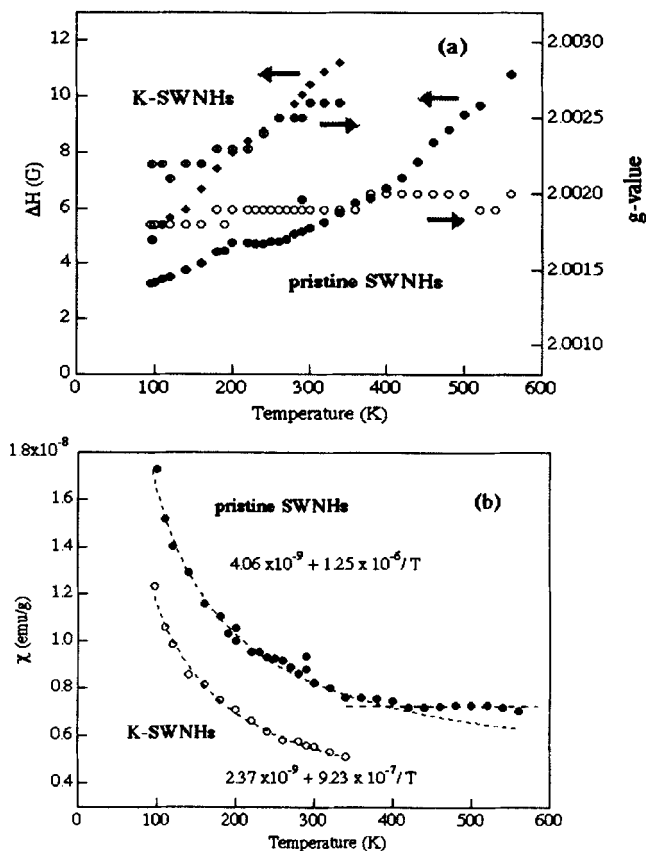 (a)
12
10
8
6
4
2
0
ΔH (G)
K-SWNHs
pristine SWNHs
2.0030
2.0025
2.0020
2.0015
2.0010
g-value
0 100 200 300 400 500 600
Temperature (K)
(b)
1.8x10⁻⁸
1.6
1.4
1.2
1.0
0.8
0.6
0.4
χ (emu/g)
pristine SWNHs
4.06 x10⁻⁹ + 1.25 x 10⁻⁶/ T
K-SWNHs
2.37 x10⁻⁹ + 9.23 x 10⁻⁷/ T
0 100 200 300 400 500 600
Temperature (K)